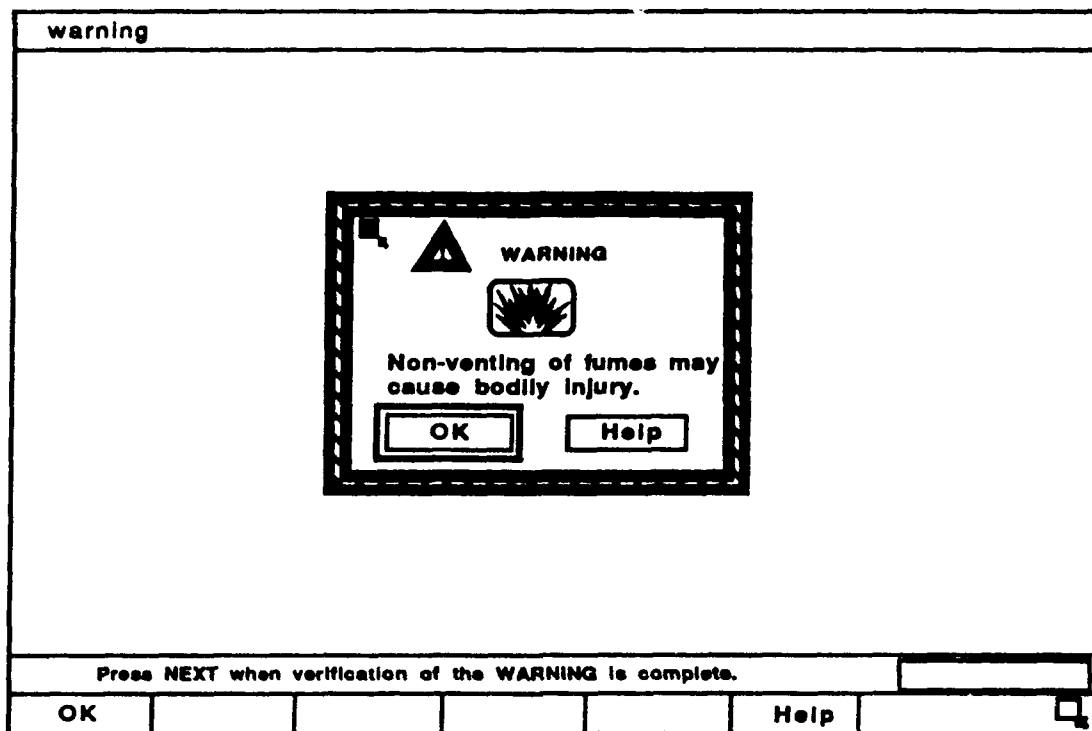 warning
WARNING
Non-venting of fumes may
cause bodily injury.
OK Help
Press NEXT when verification of the WARNING is complete.
OK Help